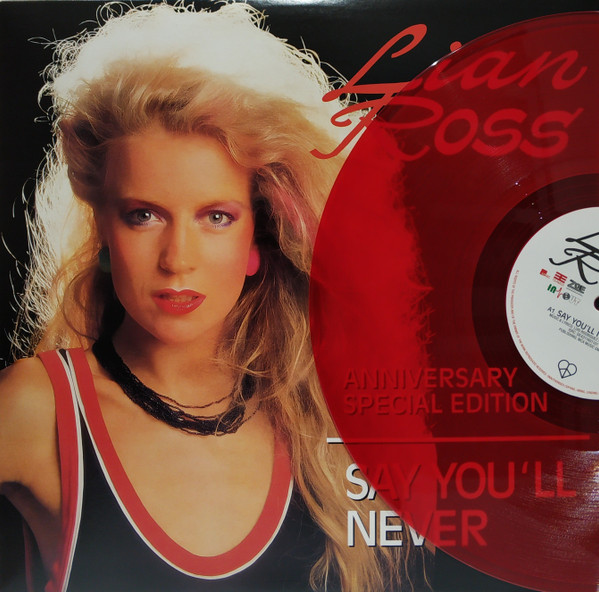 Lian
Ross
ANNIVERSARY
SPECIAL EDITION
SAY YOU'LL
NEVER
A1. SAY YOU'LL